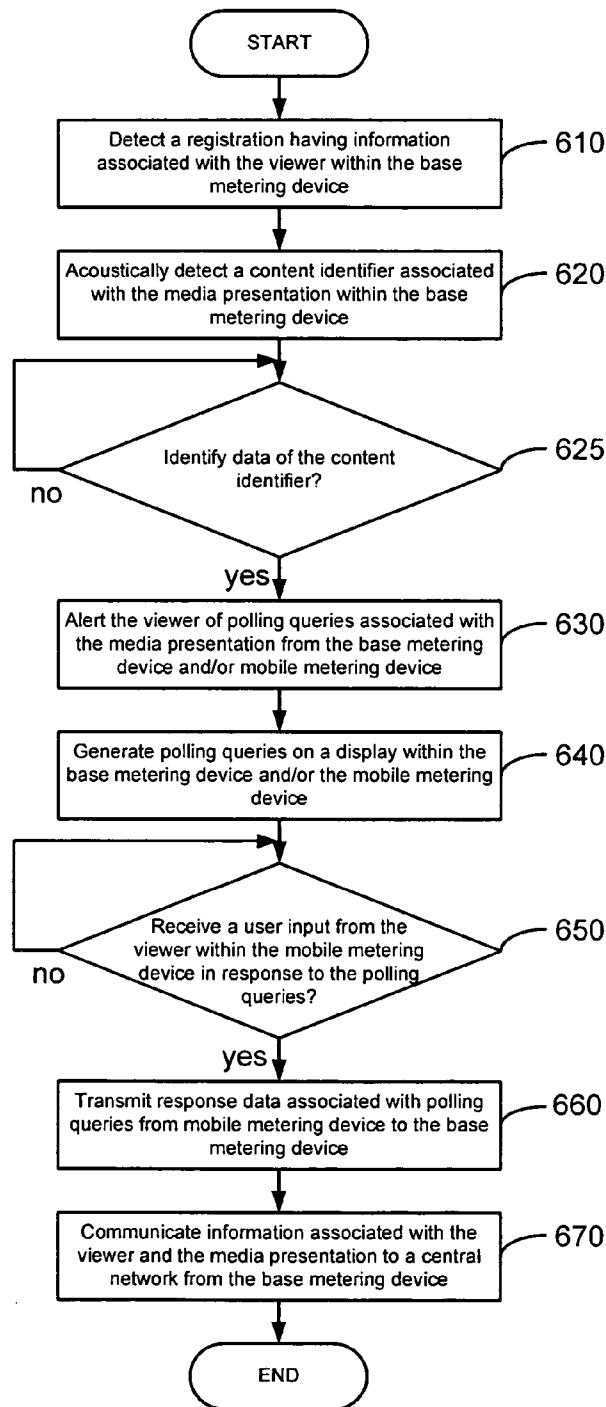 START
Detect a registration having information
associated with the viewer within the base
metering device
610
Acoustically detect a content identifier associated
with the media presentation within the base
metering device
620
Identify data of the content
identifier?
625
no
yes
Alert the viewer of polling queries associated with
the media presentation from the base metering
device and/or mobile metering device
630
Generate polling queries on a display within the
base metering device and/or the mobile metering
device
640
Receive a user input from the
viewer within the mobile metering
device in response to the polling
queries?
650
no
yes
Transmit response data associated with polling
queries from mobile metering device to the base
metering device
660
Communicate information associated with the
viewer and the media presentation to a central
network from the base metering device
670
END